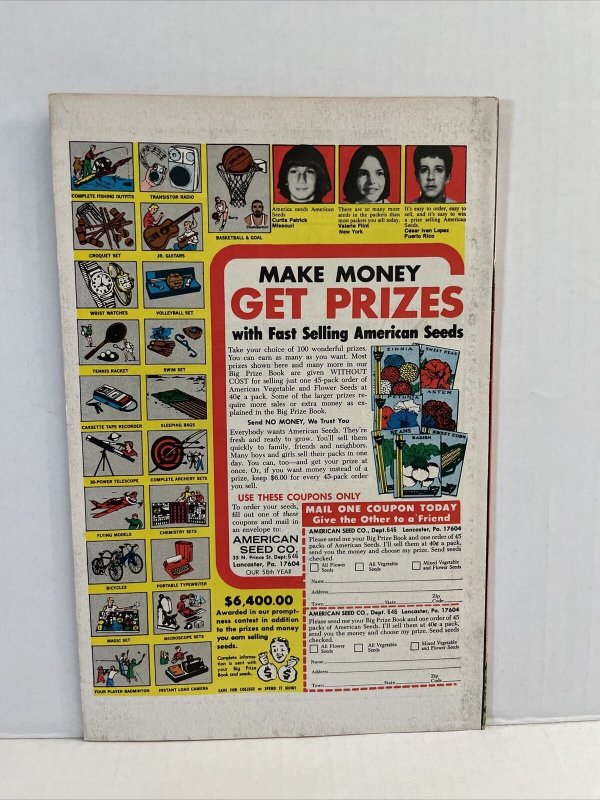 COMPLETE FISHING OUTFITS
TRANSISTOR RADIO
CROQUET SET
JR. GUITARS
WRIST WATCHES
VOLLEYBALL SET
TENNIS RACKET
SWIM SET
CASSETTE TAPE RECORDER
SLEEPING BAGS
30-POWER TELESCOPE
COMPLETE ARCHERY SETS
FLYING MODELS
CHEMISTRY SETS
BICYCLES
PORTABLE TYPEWRITER
MAGIC SET
MICROSCOPE SETS
FOUR PLAYER BADMINTON
INSTANT LOAD CAMERA
BASKETBALL & GOAL
America needs American
Seeds
Curtis Patrick
Missouri
There are so many more
seeds in the packets than
most packets you sell today.
Valerie Flint
New York
It's easy to order, easy to
sell, and it's easy to win
a prize selling American
Seeds.
Cesar Ivan Lopez
Puerto Rico
MAKE MONEY
GET PRIZES
with Fast Selling American Seeds
Take your choice of 100 wonderful prizes.
You can earn as many as you want. Most
prizes shown here and many more in our
Big Prize Book are given WITHOUT
COST for selling just one 45-pack order of
American Vegetable and Flower Seeds at
40¢ a pack. Some of the larger prizes re-
quire more sales or extra money as ex-
plained in the Big Prize Book.
Send NO MONEY, We Trust You
Everybody wants American Seeds. They're
fresh and ready to grow. You'll sell them
quickly to family, friends and neighbors.
Many boys and girls sell their packs in one
day. You can, too—and get your prize at
once. Or, if you want money instead of a
prize, keep $6.00 for every 45-pack order
you sell.
ZINNIA
SWEET PEAS
PETUNIA
ASTER
BEANS
RADISH
SWEET CORN
USE THESE COUPONS ONLY
To order your seeds,
fill out one of these
coupons and mail in
an envelope to:
AMERICAN
SEED CO.
25 N. Prince St. Dept. 645
Lancaster, Pa. 17604
OUR 58th YEAR
$6,400.00
Awarded in our prompt-
ness contest in addition
to the prizes and money
you earn selling
seeds.
Complete informa-
tion is sent with
your Big Prize
Book and seeds.
$ $
SAVE FOR COLLEGE or SPEND IT NOW!
MAIL ONE COUPON TODAY
Give the Other to a Friend
AMERICAN SEED CO., Dept. 645 Lancaster, Pa. 17604
Please send me your Big Prize Book and one order of 45
packs of American Seeds. I'll sell them at 40¢ a pack,
send you the money and choose my prize. Send seeds
checked.
All Flower Seeds
All Vegetable Seeds
Mixed Vegetable and Flower Seeds
Name
Address
Town State Zip Code
AMERICAN SEED CO., Dept. 645 Lancaster, Pa. 17604
Please send me your Big Prize Book and one order of 45
packs of American Seeds. I'll sell them at 40¢ a pack,
send you the money and choose my prize. Send seeds
checked.
All Flower Seeds
All Vegetable Seeds
Mixed Vegetable and Flower Seeds
Name
Address
Town State Zip Code